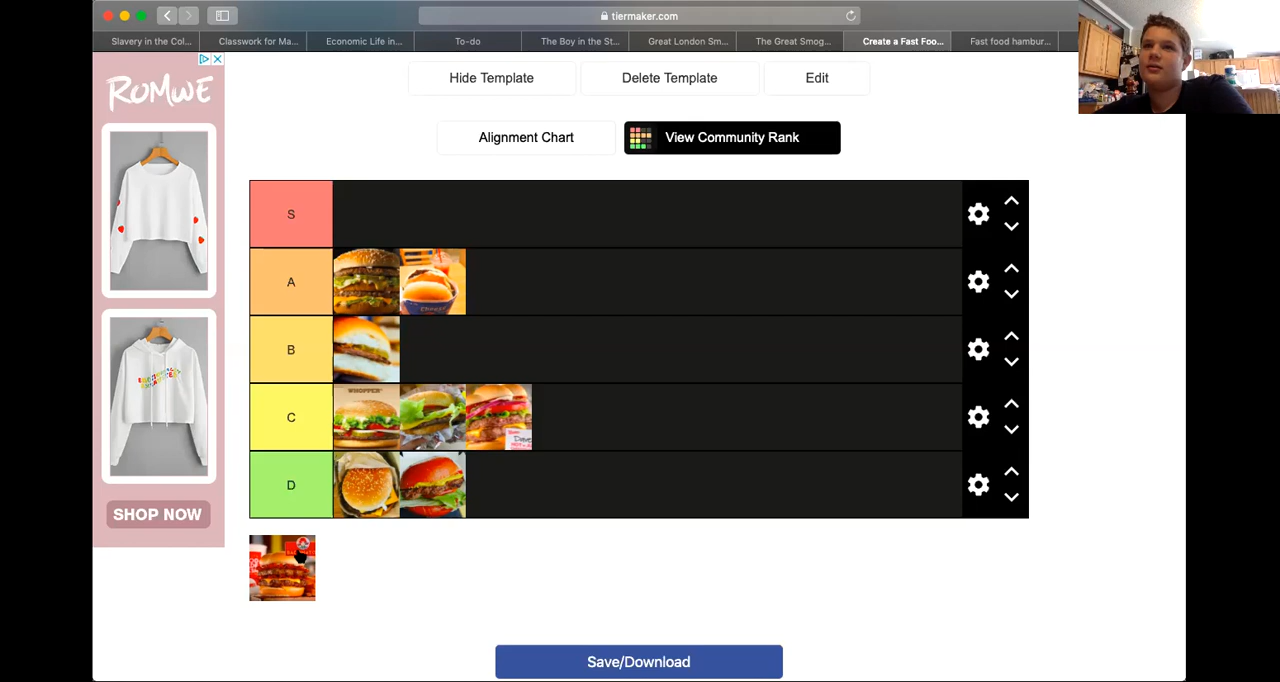 tiermaker.com
Slavery in the Col...
Classwork for Ma...
Economic Life in...
To-do
The Boy in the St...
Great London Sm...
The Great Smog...
Create a Fast Foo...
Fast food hambur...
ROMWE
SHOP NOW
Hide Template
Delete Template
Edit
Alignment Chart
View Community Rank
S
A
B
C
WHOPPER
Dave
D
Save/Download